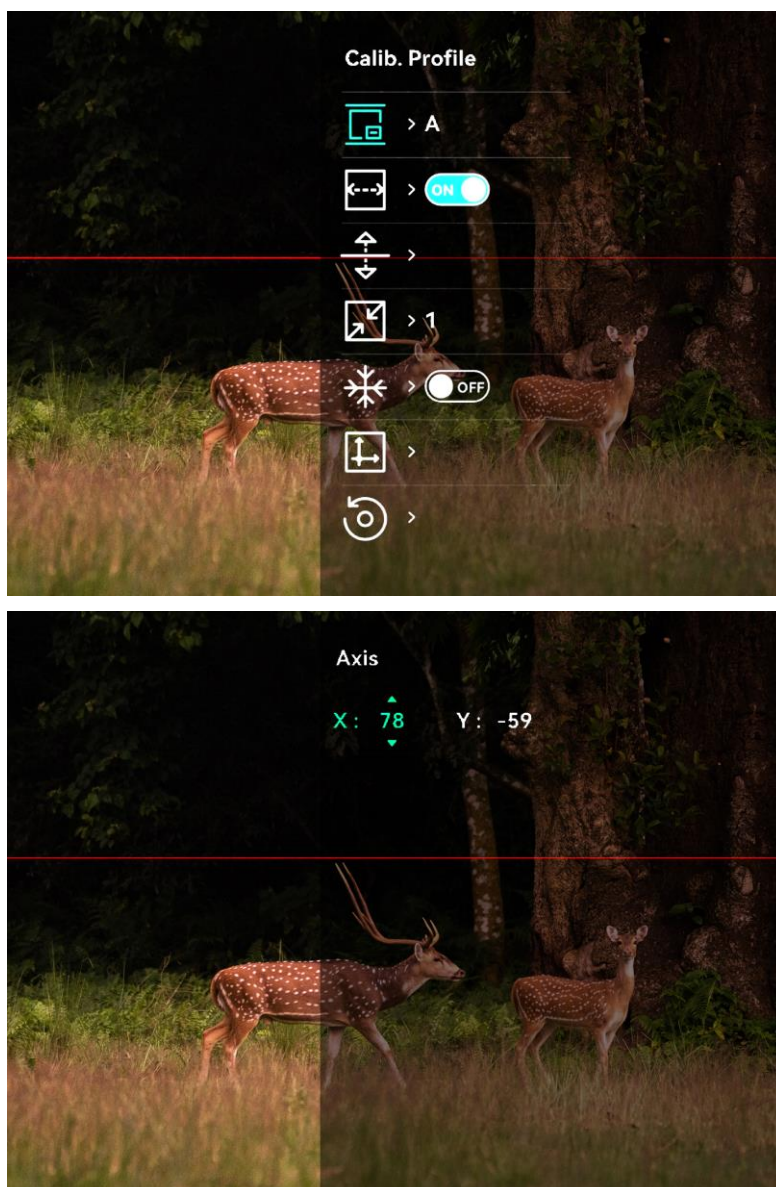 Calib. Profile
> A
> ON
>
> 1
> OFF
>
>
Axis
X : 78 Y : -59